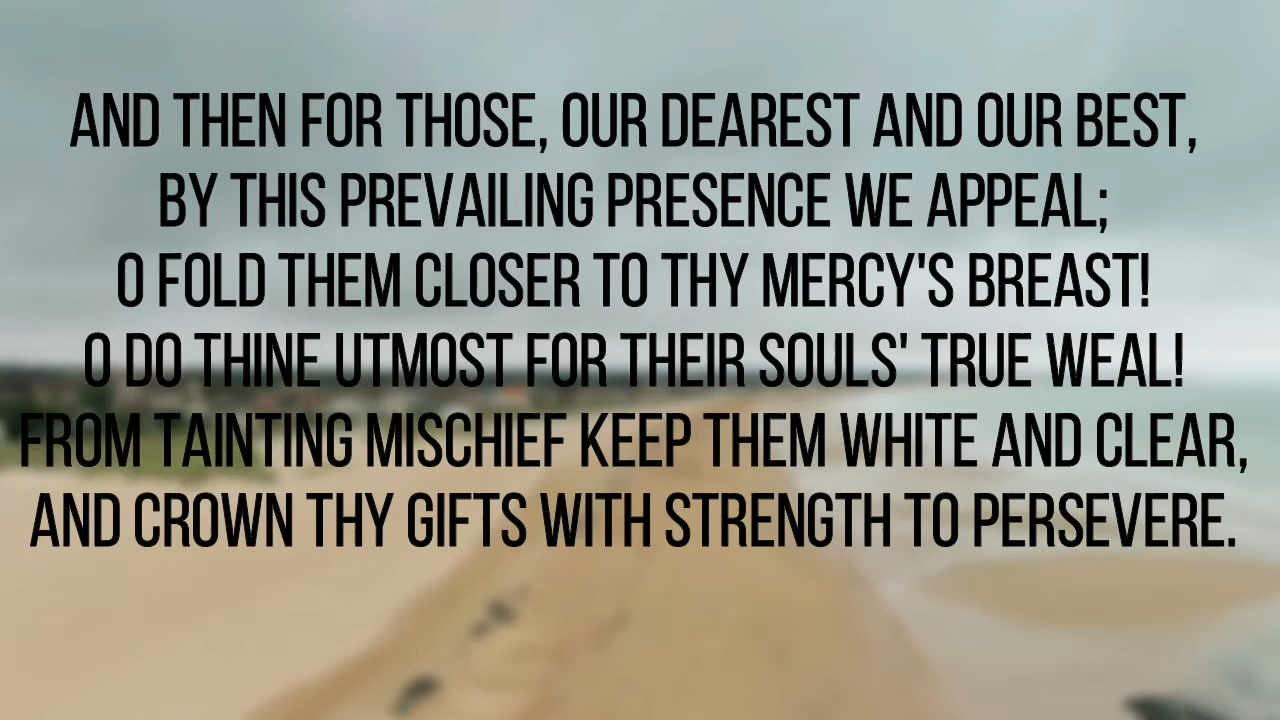 AND THEN FOR THOSE, OUR DEAREST AND OUR BEST,
BY THIS PREVAILING PRESENCE WE APPEAL;
O FOLD THEM CLOSER TO THY MERCY'S BREAST!
O DO THINE UTMOST FOR THEIR SOULS' TRUE WEAL!
FROM TAINTING MISCHIEF KEEP THEM WHITE AND CLEAR,
AND CROWN THY GIFTS WITH STRENGTH TO PERSEVERE.